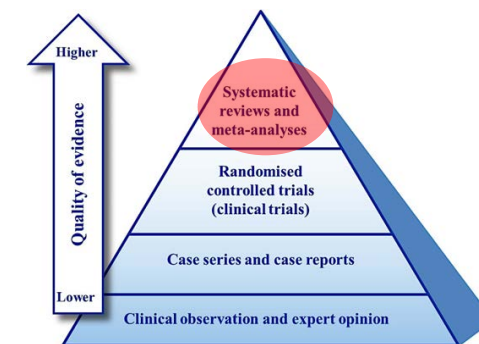 Higher
Quality of evidence
Lower
Systematic
reviews and
meta-analyses
Randomised
controlled trials
(clinical trials)
Case series and case reports
Clinical observation and expert opinion